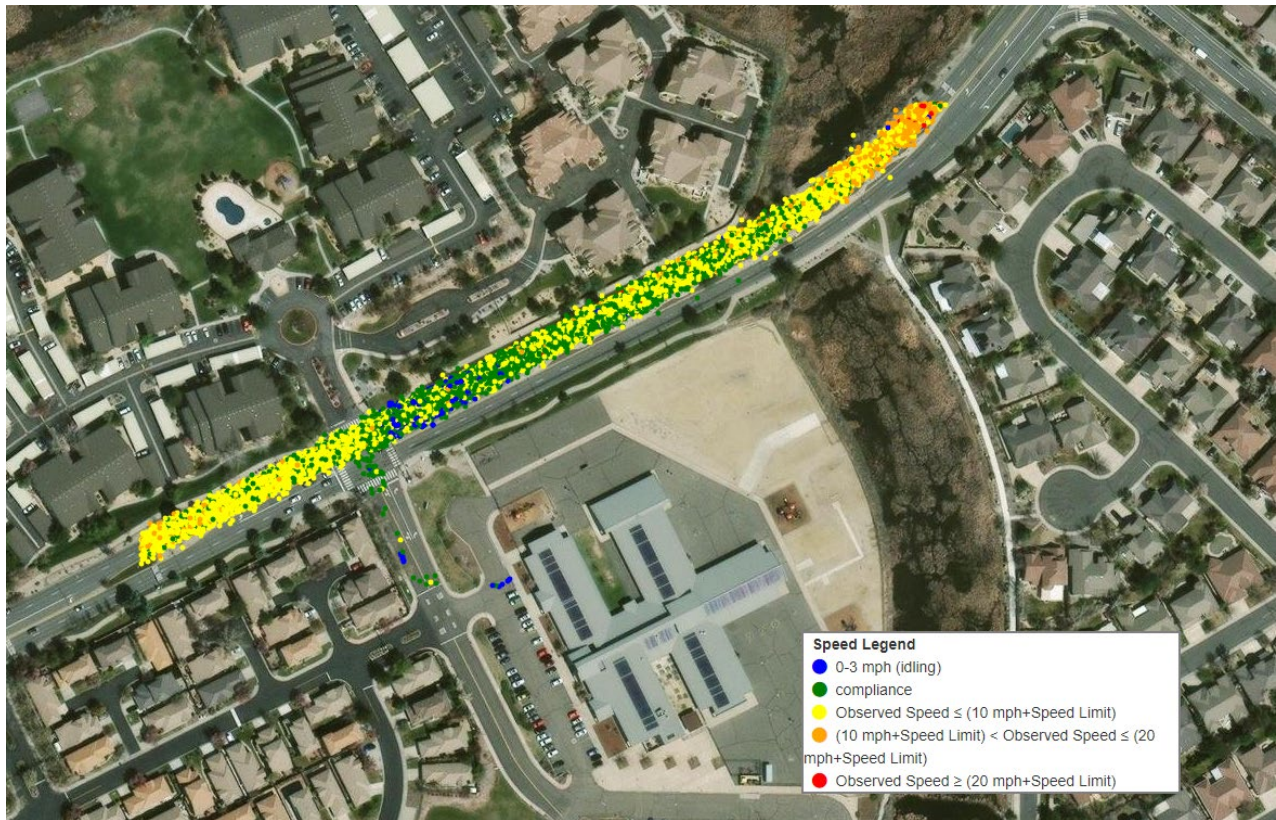 Speed Legend
0-3 mph (idling)
compliance
Observed Speed ≤ (10 mph+Speed Limit)
(10 mph+Speed Limit) < Observed Speed ≤ (20
mph+Speed Limit)
Observed Speed ≥ (20 mph+Speed Limit)